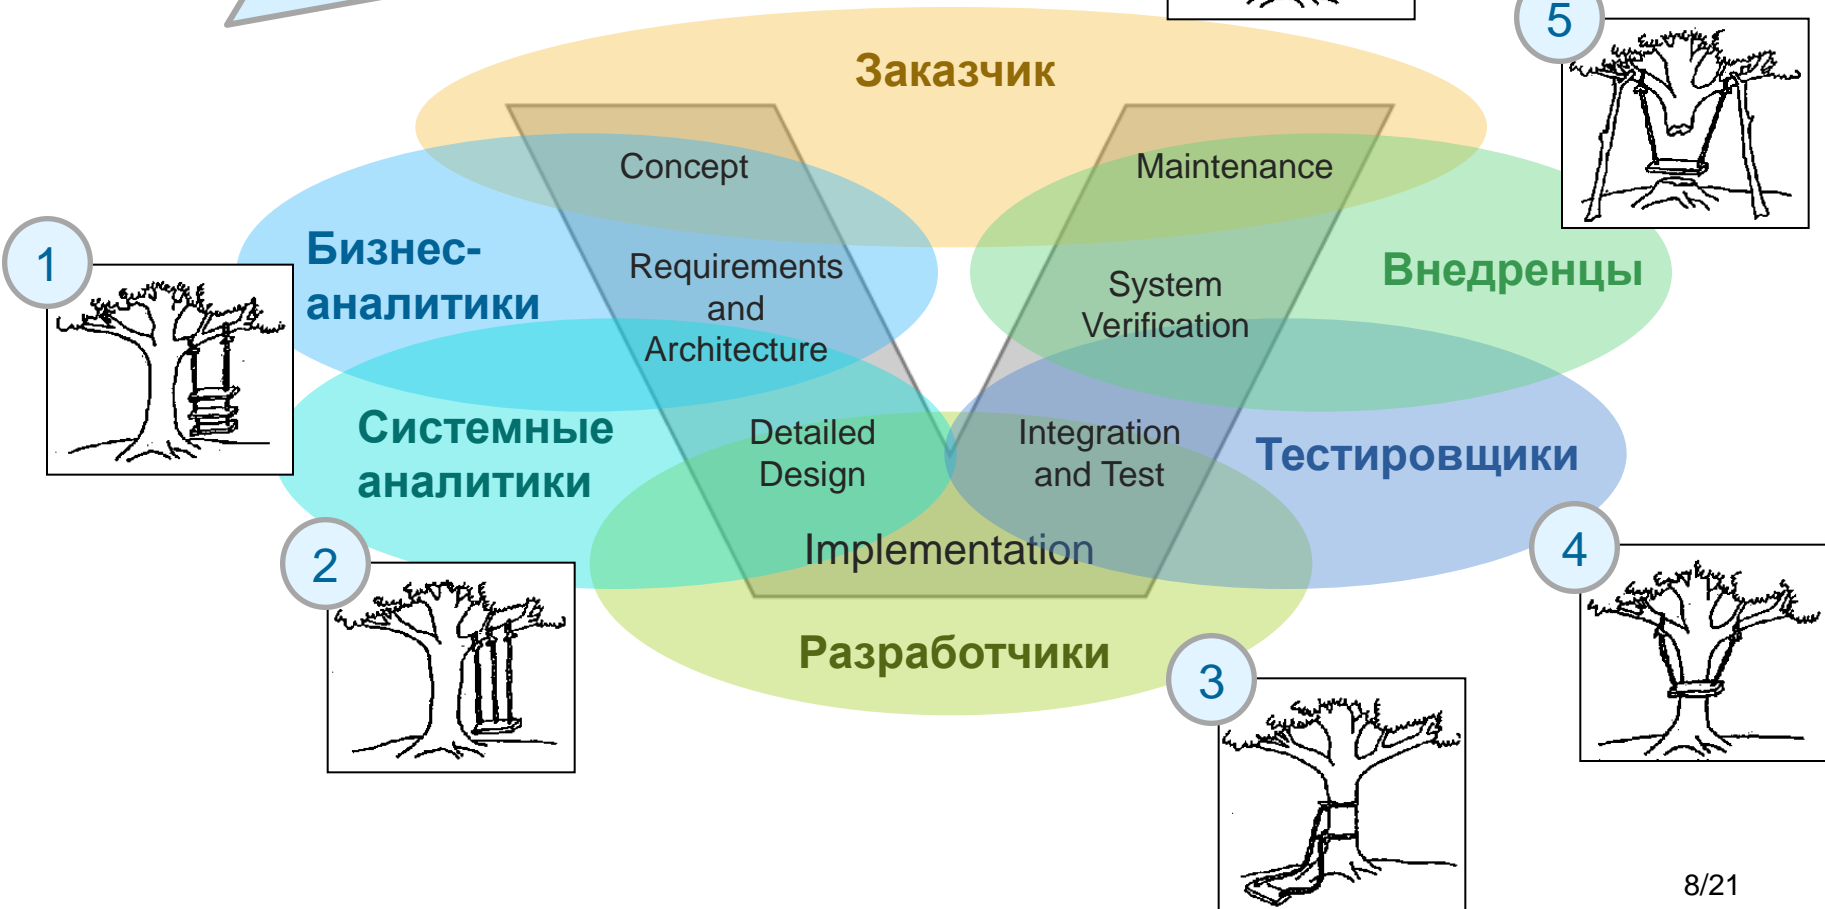 5
Заказчик
Concept
Maintenance
1
Бизнес-
аналитики
Requirements
and
Architecture
System
Verification
Внедренцы
Системные
аналитики
Detailed
Design
Integration
and Test
Тестировщики
2
Implementation
4
Разработчики
3
8/21